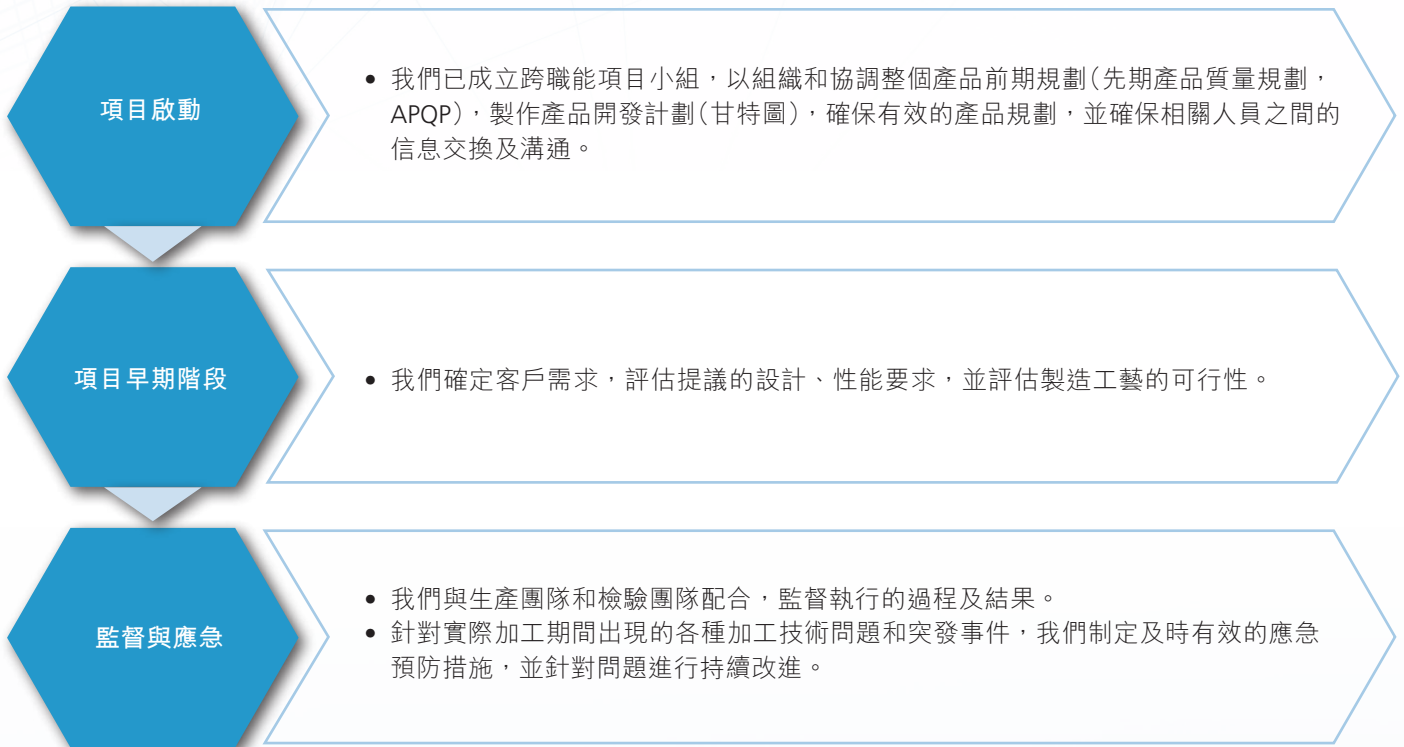 項目啟動
• 我們已成立跨職能項目小組，以組織和協調整個產品前期規劃（先期產品質量規劃，
APQP），製作產品開發計劃（甘特圖），確保有效的產品規劃，並確保相關人員之間的
信息交換及溝通。
項目早期階段
• 我們確定客戶需求，評估提議的設計、性能要求，並評估製造工藝的可行性。
監督與應急
• 我們與生產團隊和檢驗團隊配合，監督執行的過程及結果。
• 針對實際加工期間出現的各種加工技術問題和突發事件，我們制定及時有效的應急
預防措施，並針對問題進行持續改進。